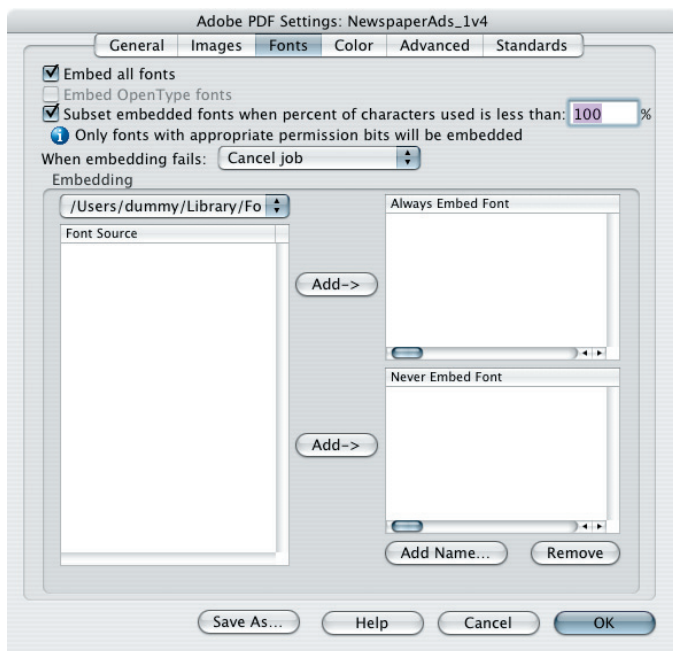 Adobe PDF Settings: NewspaperAds_1v4
General Images Fonts Color Advanced Standards
Embed all fonts
Embed OpenType fonts
Subset embedded fonts when percent of characters used is less than: 100 %
Only fonts with appropriate permission bits will be embedded
When embedding fails: Cancel job
Embedding
/Users/dummy/Library/Fo
Always Embed Font
Font Source
Add->
Never Embed Font
Add->
Add Name... Remove
Save As... Help Cancel OK